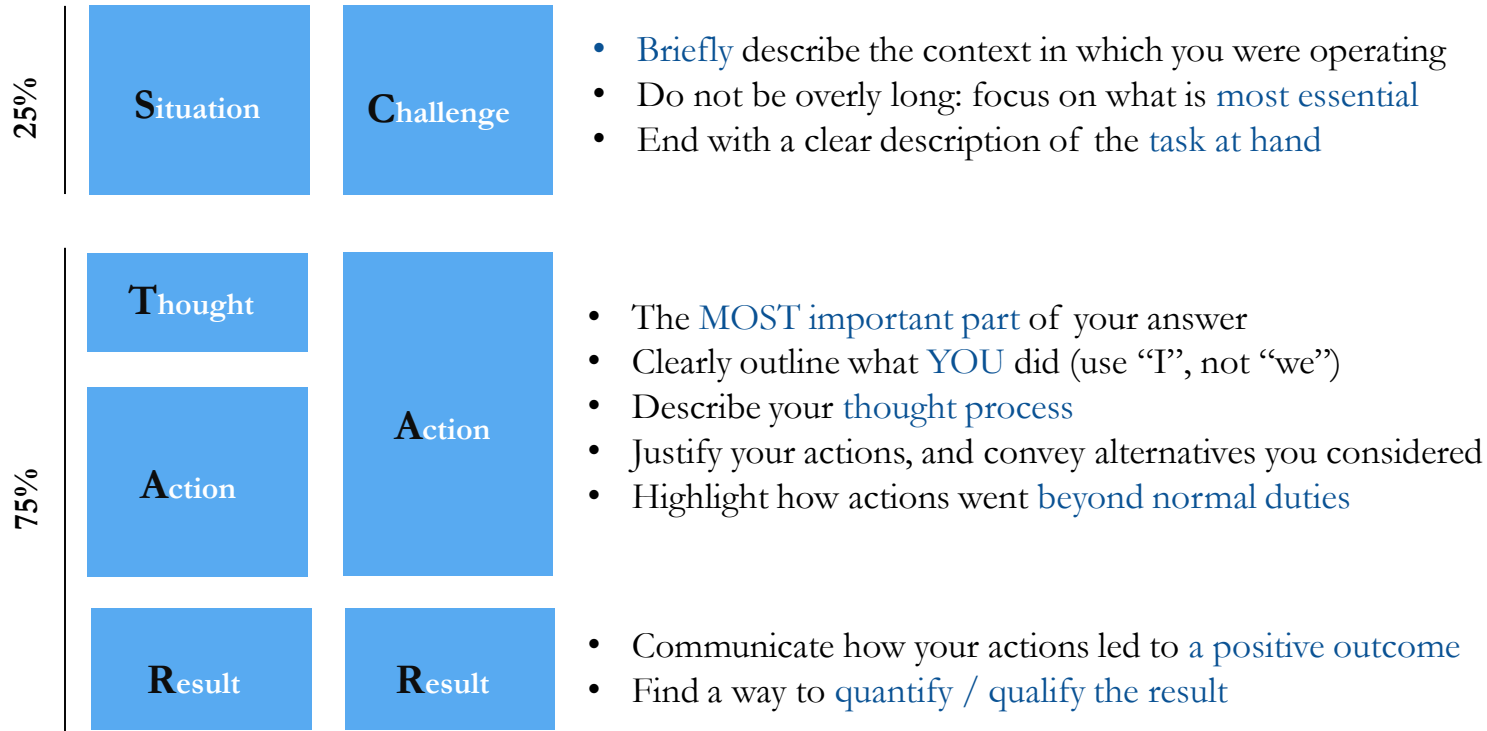 25%
Situation
Challenge
• Briefly describe the context in which you were operating
• Do not be overly long: focus on what is most essential
• End with a clear description of the task at hand
75%
Thought
Action
Action
• The MOST important part of your answer
• Clearly outline what YOU did (use “I”, not “we”)
• Describe your thought process
• Justify your actions, and convey alternatives you considered
• Highlight how actions went beyond normal duties
Result
Result
• Communicate how your actions led to a positive outcome
• Find a way to quantify / qualify the result